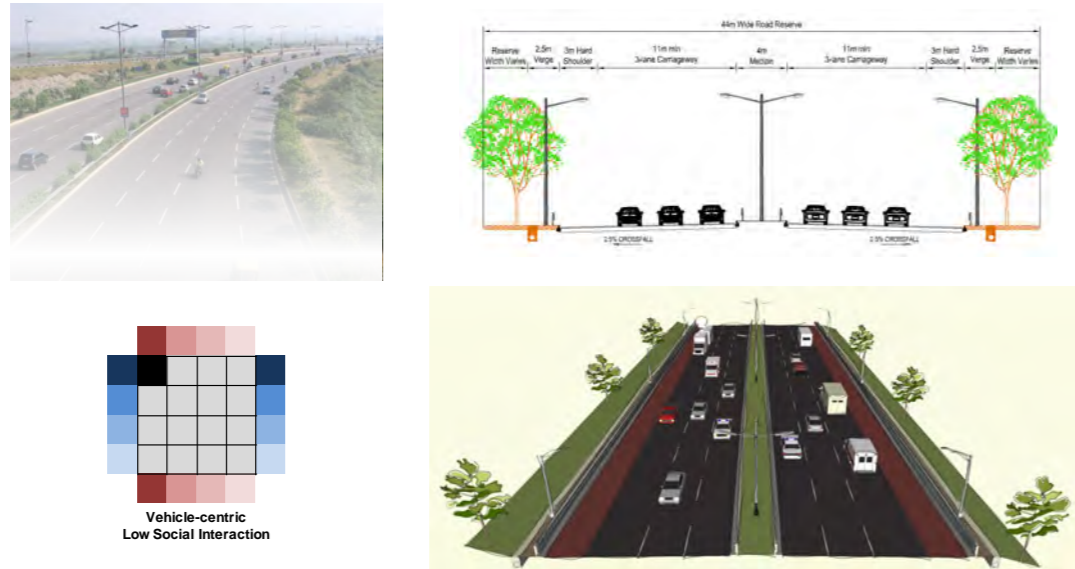 44m Wide Road Reserve
Reserve 2.5m 3m Hard 11m min 4m 11m min 3m Hard 2.5m Reserve
Width Varies Verge Shoulder 3-lane Carriageway Median 3-lane Carriageway Shoulder Verge Width Varies
2.5% CROSSFALL 2.5% CROSSFALL
Vehicle-centric
Low Social Interaction